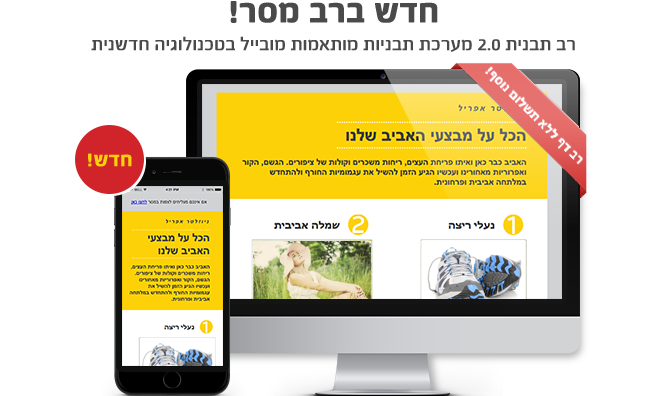 חדש ברב מסר!
רב תבנית 2.0 מערכת תבניות מותאמות מובייל בטכנולוגיה חדשנית
רב דף ללא תשלום נוסף!
חדש!
אפריל
הכל על מבצעי האביב שלנו
האביב כבר כאן ואיתו פריחת העצים, ריחות משכרים וקולות של ציפורים. הגשם, הקור
ואפרוריות מאחורינו ועכשיו הגיע הזמן להשיל את עגמומיות החורף ולהתחדש
במלתחה אביבית ופרחונית.
1 נעלי ריצה
2 שמלה אביבית
4:21 PM
אם אינכם מצליחים לצפות במסר לחצו כאן
ניוזלטר אפריל
הכל על מבצעי
האביב שלנו
האביב כבר כאן ואיתו פריחת העצים,
ריחות משכרים וקולות של ציפורים.
הגשם, הקור ואפרוריות מאחורינו
ועכשיו הגיע הזמן להשיל את
עגמומיות החורף ולהתחדש במלתחה
אביבית ופרחונית.
1 נעלי ריצה